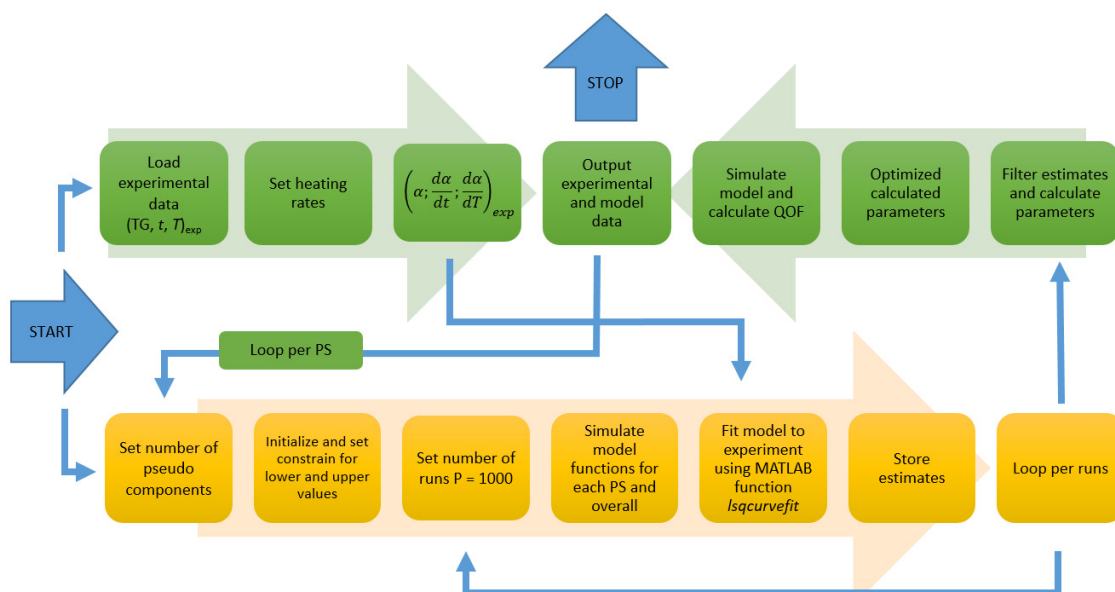 STOP
Load
experimental
data
(TG, t, T)exp
Set heating
rates
(α; dα/dt; dα/dT)exp
Output
experimental
and model
data
Simulate
model and
calculate QOF
Optimized
calculated
parameters
Filter estimates
and calculate
parameters
START
Loop per PS
Set number of
pseudo
components
Initialize and set
constrain for
lower and upper
values
Set number of
runs P = 1000
Simulate
model
functions for
each PS and
overall
Fit model to
experiment
using MATLAB
function
lsqcurvefit
Store
estimates
Loop per runs